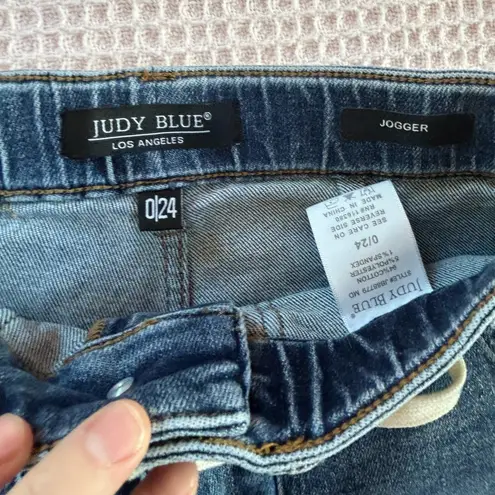 JUDY BLUE®
LOS ANGELES
JOGGER
0|24
JUDY BLUE®
STYLE#JB88779 MD
94%COTTON
5%POLYESTER
1%SPANDEX
0/24
SEE CARE ON
REVERSE SIDE
MADE IN CHINA